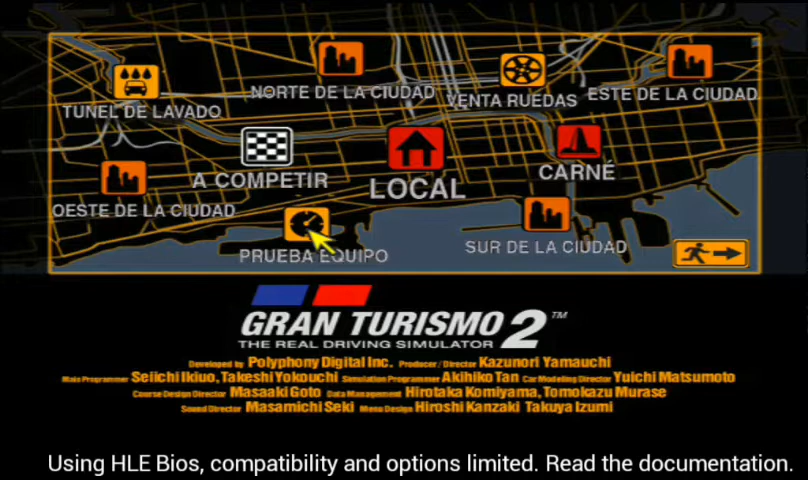 NORTE DE LA CIUDAD
VENTA RUEDAS
ESTE DE LA CIUDAD
TUNEL DE LAVADO
A COMPETIR
LOCAL
CARNÉ
OESTE DE LA CIUDAD
PRUEBA EQUIPO
SUR DE LA CIUDAD
GRAN TURISMO 2™
THE REAL DRIVING SIMULATOR
Developed by Polyphony Digital Inc. Producer / Director Kazunori Yamauchi
Main Programmer Seiichi Ikiuo, Takeshi Yokouchi Simulation Programmer Akihiko Tan Car Modeling Director Yuichi Matsumoto
Course Design Director Masaaki Goto Data Management Hirotaka Komiyama, Tomokazu Murase
Sound Director Masamichi Seki Menu Design Hiroshi Kanzaki Takuya Izumi
Using HLE Bios, compatibility and options limited. Read the documentation.